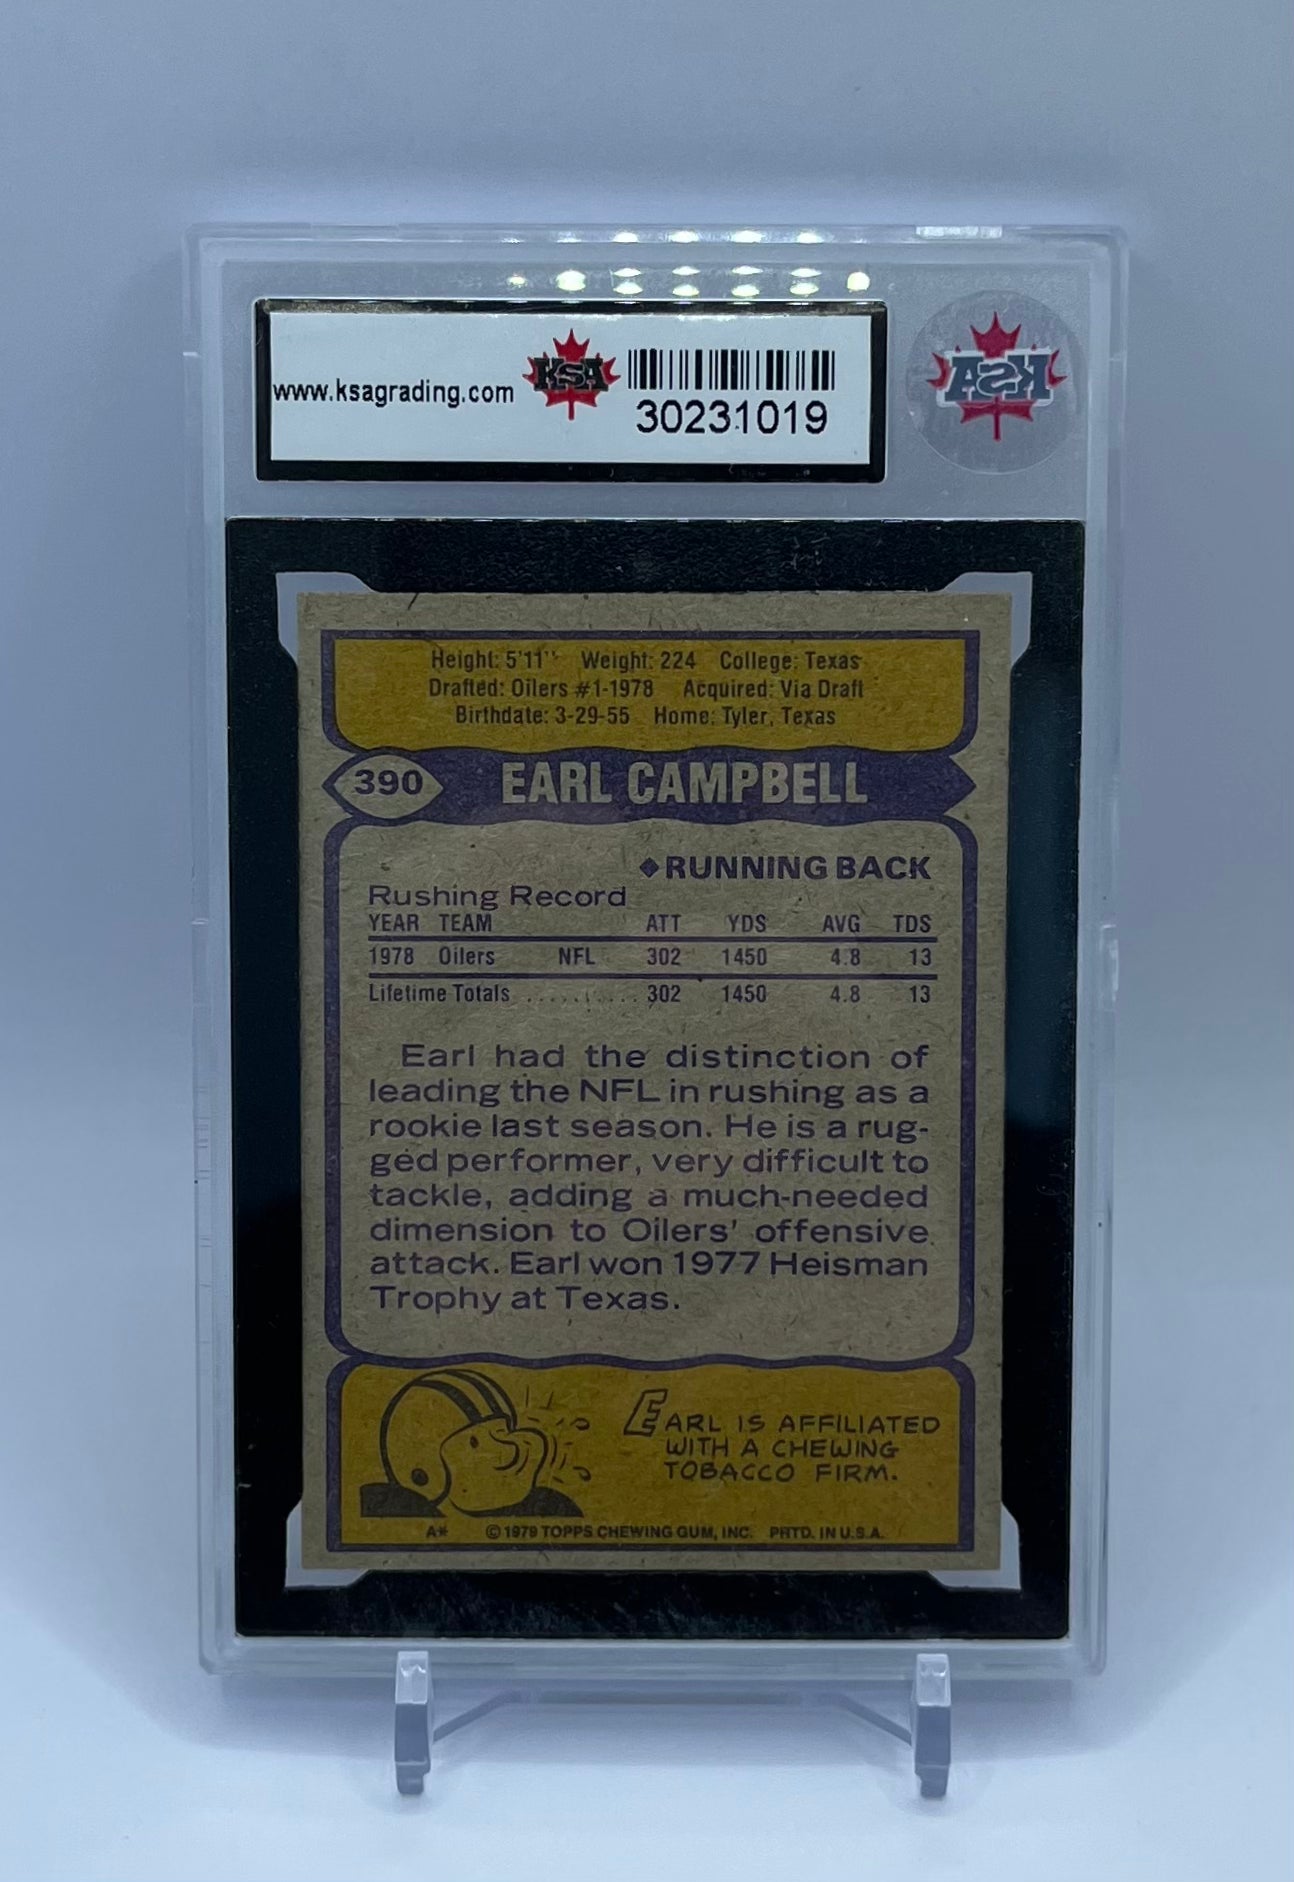 www.ksagrading.com
KSA
30231019
KSA
Height: 5'11" Weight: 224 College: Texas
Drafted: Oilers #1-1978 Acquired: Via Draft
Birthdate: 3-29-55 Home: Tyler, Texas
390 EARL CAMPBELL
◆RUNNING BACK
Rushing Record
YEAR TEAM ATT YDS AVG TDS
1978 Oilers NFL 302 1450 4.8 13
Lifetime Totals .......... 302 1450 4.8 13
Earl had the distinction of
leading the NFL in rushing as a
rookie last season. He is a rug-
ged performer, very difficult to
tackle, adding a much-needed
dimension to Oilers' offensive
attack. Earl won 1977 Heisman
Trophy at Texas.
EARL IS AFFILIATED
WITH A CHEWING
TOBACCO FIRM.
A* © 1979 TOPPS CHEWING GUM, INC. PRTD. IN U.S.A.